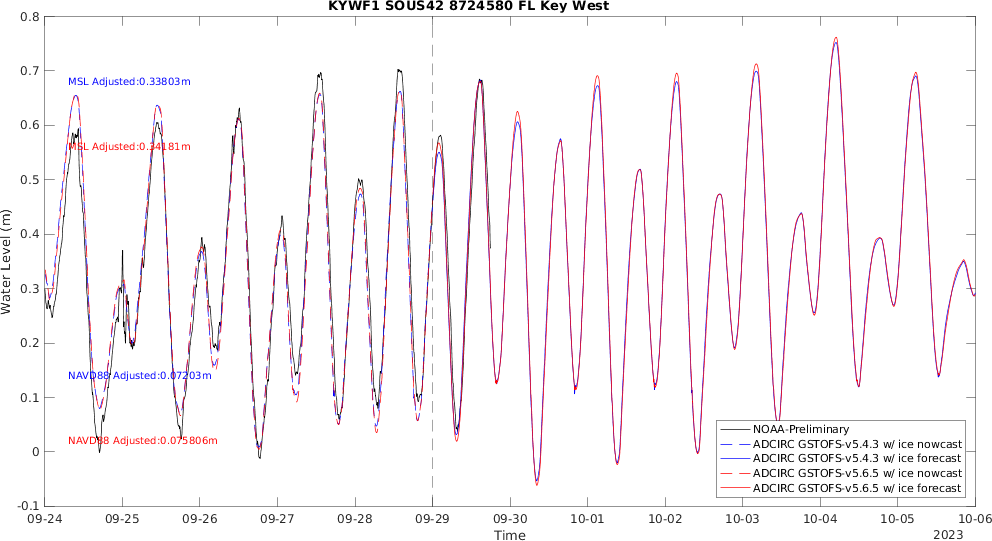 KYWF1 SOUS42 8724580 FL Key West
0.8
0.7
0.6
0.5
0.4
0.3
0.2
0.1
0
-0.1
Water Level (m)
MSL Adjusted:0.33803m
MSL Adjusted:0.34181m
NAVD88 Adjusted:0.07203m
NAVD88 Adjusted:0.075806m
NOAA-Preliminary
ADCIRC GSTOFS-v5.4.3 w/ ice nowcast
ADCIRC GSTOFS-v5.4.3 w/ ice forecast
ADCIRC GSTOFS-v5.6.5 w/ ice nowcast
ADCIRC GSTOFS-v5.6.5 w/ ice forecast
09-24 09-25 09-26 09-27 09-28 09-29 09-30 10-01 10-02 10-03 10-04 10-05 10-06
Time
2023